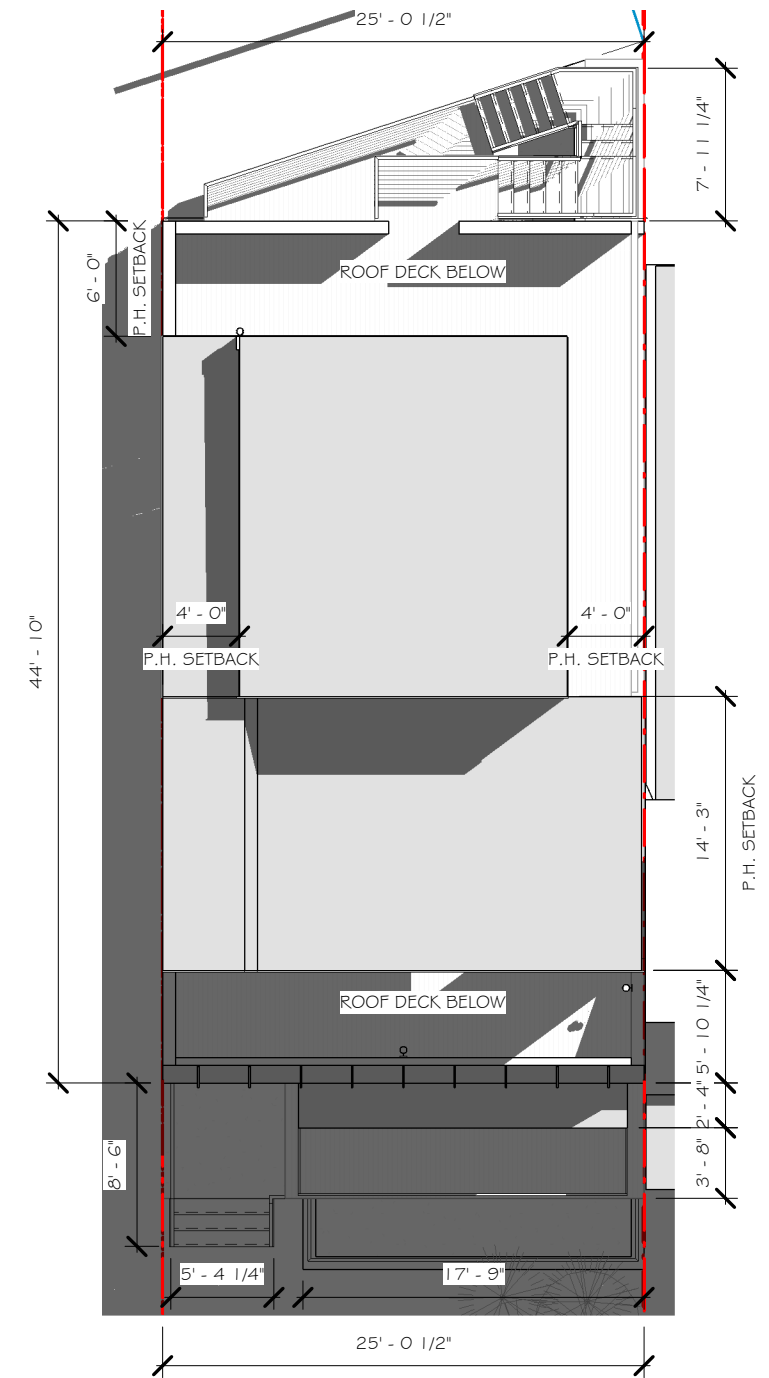 25' - 0 1/2"
7' - 11 1/4"
6' - 0"
P.H. SETBACK
ROOF DECK BELOW
44' - 10"
4' - 0"
4' - 0"
P.H. SETBACK
P.H. SETBACK
14' - 3"
P.H. SETBACK
ROOF DECK BELOW
5' - 10 1/4"
2' - 4"
3' - 8"
8' - 6"
5' - 4 1/4"
17' - 9"
25' - 0 1/2"